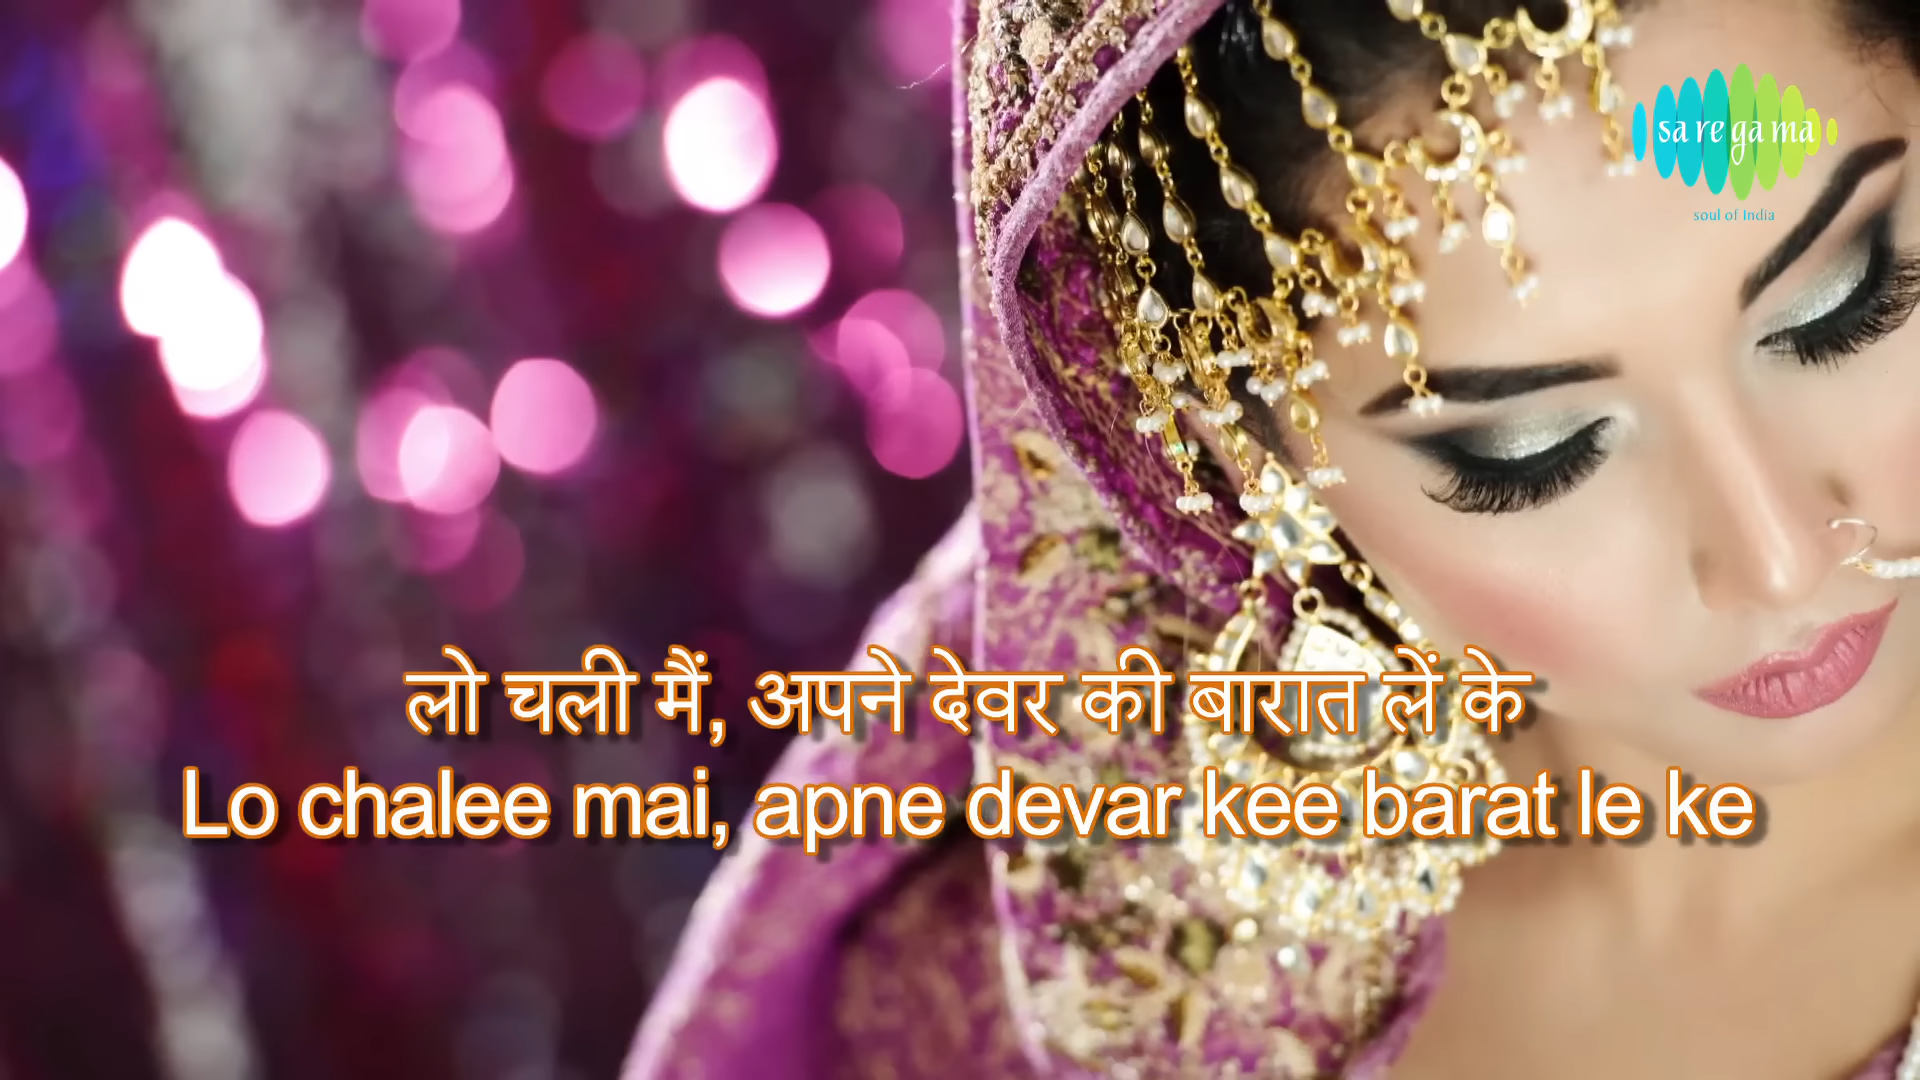 sa re ga ma
soul of India
लो चली मैं, अपने देवर की बारात लें के
Lo chalee mai, apne devar kee barat le ke